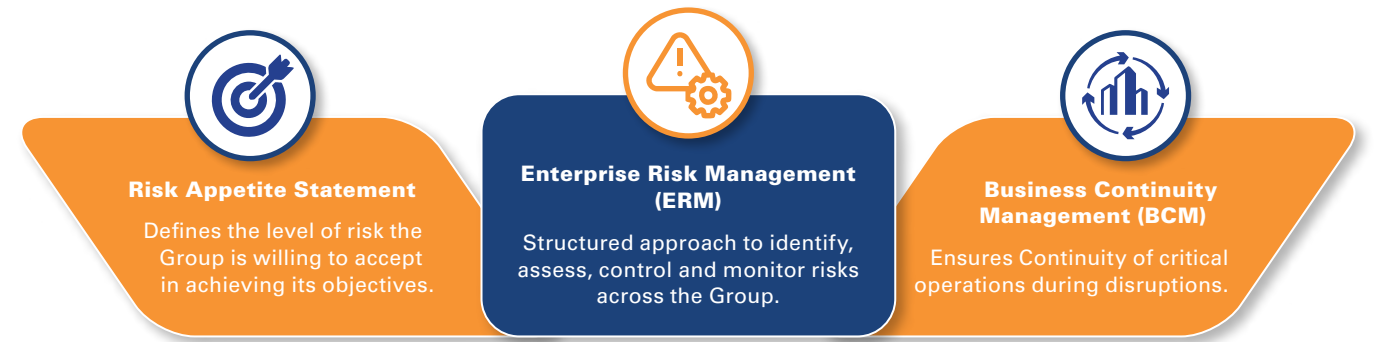 Risk Appetite Statement
Defines the level of risk the
Group is willing to accept
in achieving its objectives.
Enterprise Risk Management
(ERM)
Structured approach to identify,
assess, control and monitor risks
across the Group.
Business Continuity
Management (BCM)
Ensures Continuity of critical
operations during disruptions.